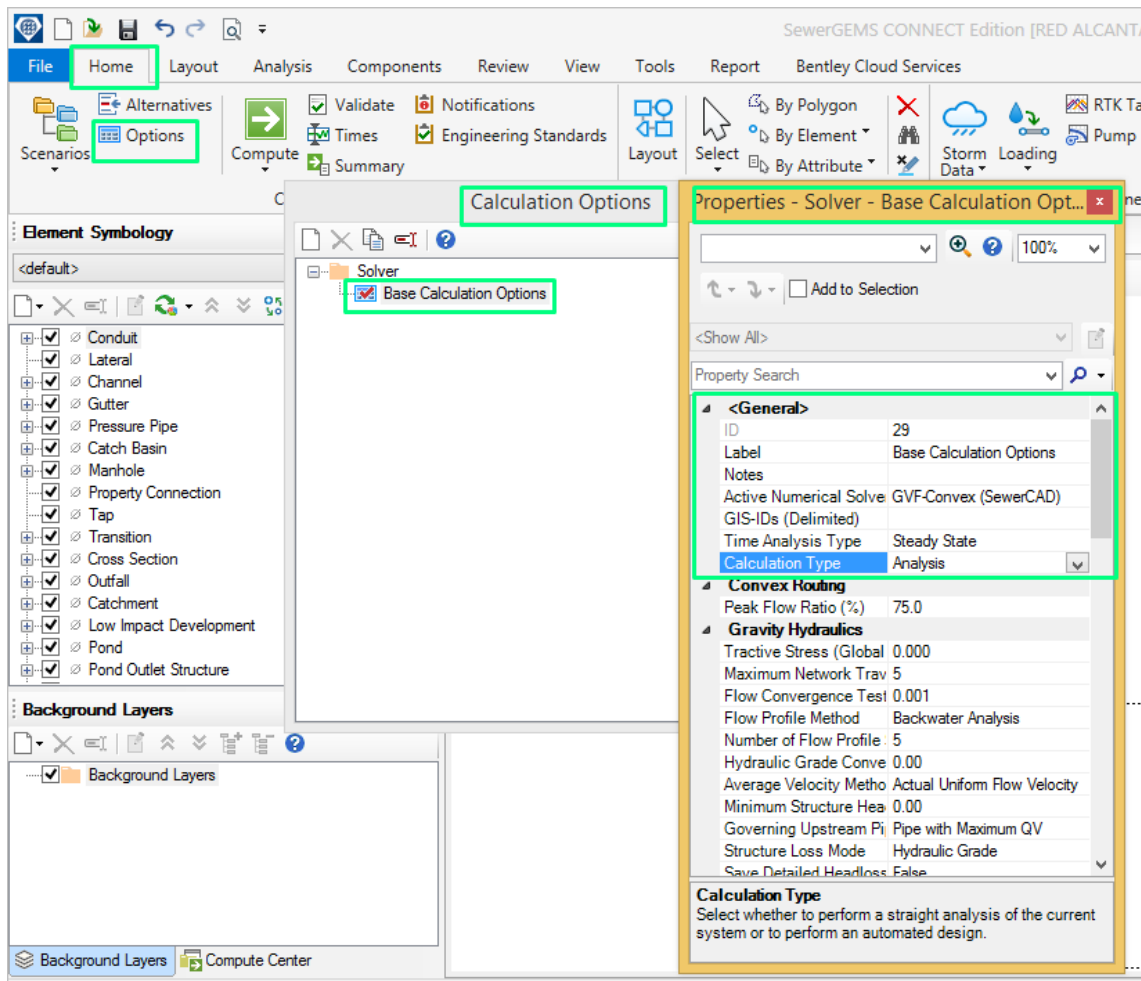 SewerGEMS CONNECT Edition [RED ALCANTA
File Home Layout Analysis Components Review View Tools Report Bentley Cloud Services
Scenarios
Alternatives
Options
Compute
Validate
Times
Summary
Notifications
Engineering Standards
Layout
Select
By Polygon
By Element
By Attribute
Storm
Data
Loading
RTK Ta
Pump
C
ne
Element Symbology
<default>
Conduit
Lateral
Channel
Gutter
Pressure Pipe
Catch Basin
Manhole
Property Connection
Tap
Transition
Cross Section
Outfall
Catchment
Low Impact Development
Pond
Pond Outlet Structure
Background Layers
Background Layers
Background Layers Compute Center
Calculation Options
Solver
Base Calculation Options
Properties - Solver - Base Calculation Opt... x
100%
Add to Selection
<Show All>
Property Search
<General>
ID 29
Label Base Calculation Options
Notes
Active Numerical Solve GVF-Convex (SewerCAD)
GIS-IDs (Delimited)
Time Analysis Type Steady State
Calculation Type Analysis
Convex Routing
Peak Flow Ratio (%) 75.0
Gravity Hydraulics
Tractive Stress (Global 0.000
Maximum Network Trav 5
Flow Convergence Test 0.001
Flow Profile Method Backwater Analysis
Number of Flow Profile 5
Hydraulic Grade Conve 0.00
Average Velocity Metho Actual Uniform Flow Velocity
Minimum Structure Hea 0.00
Governing Upstream Pi Pipe with Maximum QV
Structure Loss Mode Hydraulic Grade
Save Detailed Headloss False
Calculation Type
Select whether to perform a straight analysis of the current
system or to perform an automated design.